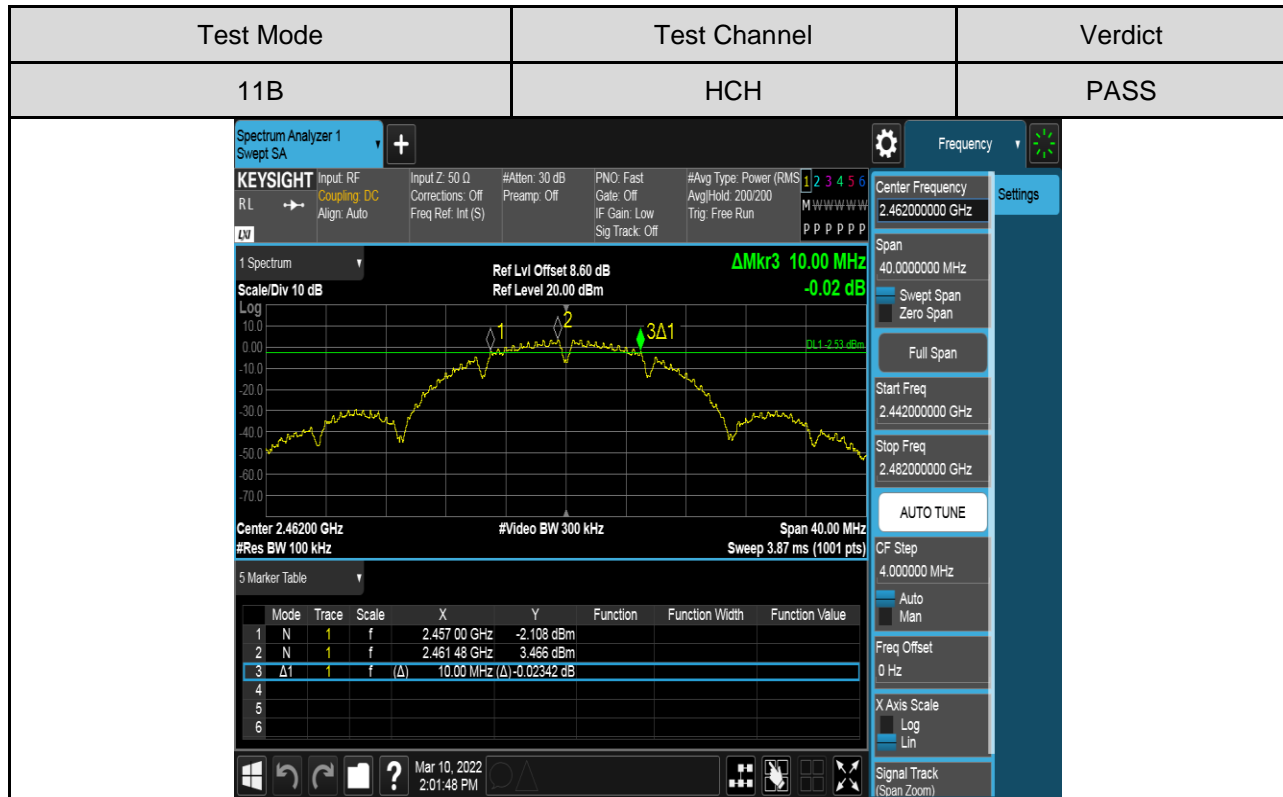 Test Mode Test Channel Verdict
11B HCH PASS
Spectrum Analyzer 1
Swept SA
+
Frequency
KEYSIGHT
RL
LXI
Input: RF
Coupling: DC
Align: Auto
Input Z: 50 Ω
Corrections: Off
Freq Ref: Int (S)
#Atten: 30 dB
Preamp: Off
PNO: Fast
Gate: Off
IF Gain: Low
Sig Track: Off
#Avg Type: Power (RMS
Avg|Hold: 200/200
Trig: Free Run
1 2 3 4 5 6
M W W W W W
P P P P P P
1 Spectrum
Scale/Div 10 dB
Ref Lvl Offset 8.60 dB
Ref Level 20.00 dBm
ΔMkr3 10.00 MHz
-0.02 dB
Log
10.0
0.00
-10.0
-20.0
-30.0
-40.0
-50.0
-60.0
-70.0
1
2
3Δ1
DL1 -2.53 dBm
Center 2.46200 GHz #Video BW 300 kHz Span 40.00 MHz
#Res BW 100 kHz Sweep 3.87 ms (1001 pts)
5 Marker Table
Mode Trace Scale X Y Function Function Width Function Value
1 N 1 f 2.457 00 GHz -2.108 dBm
2 N 1 f 2.461 48 GHz 3.466 dBm
3 Δ1 1 f (Δ) 10.00 MHz (Δ) -0.02342 dB
4
5
6
Mar 10, 2022
2:01:48 PM
?
Center Frequency
2.462000000 GHz
Settings
Span
40.0000000 MHz
Swept Span
Zero Span
Full Span
Start Freq
2.442000000 GHz
Stop Freq
2.482000000 GHz
AUTO TUNE
CF Step
4.000000 MHz
Auto
Man
Freq Offset
0 Hz
X Axis Scale
Log
Lin
Signal Track
(Span Zoom)